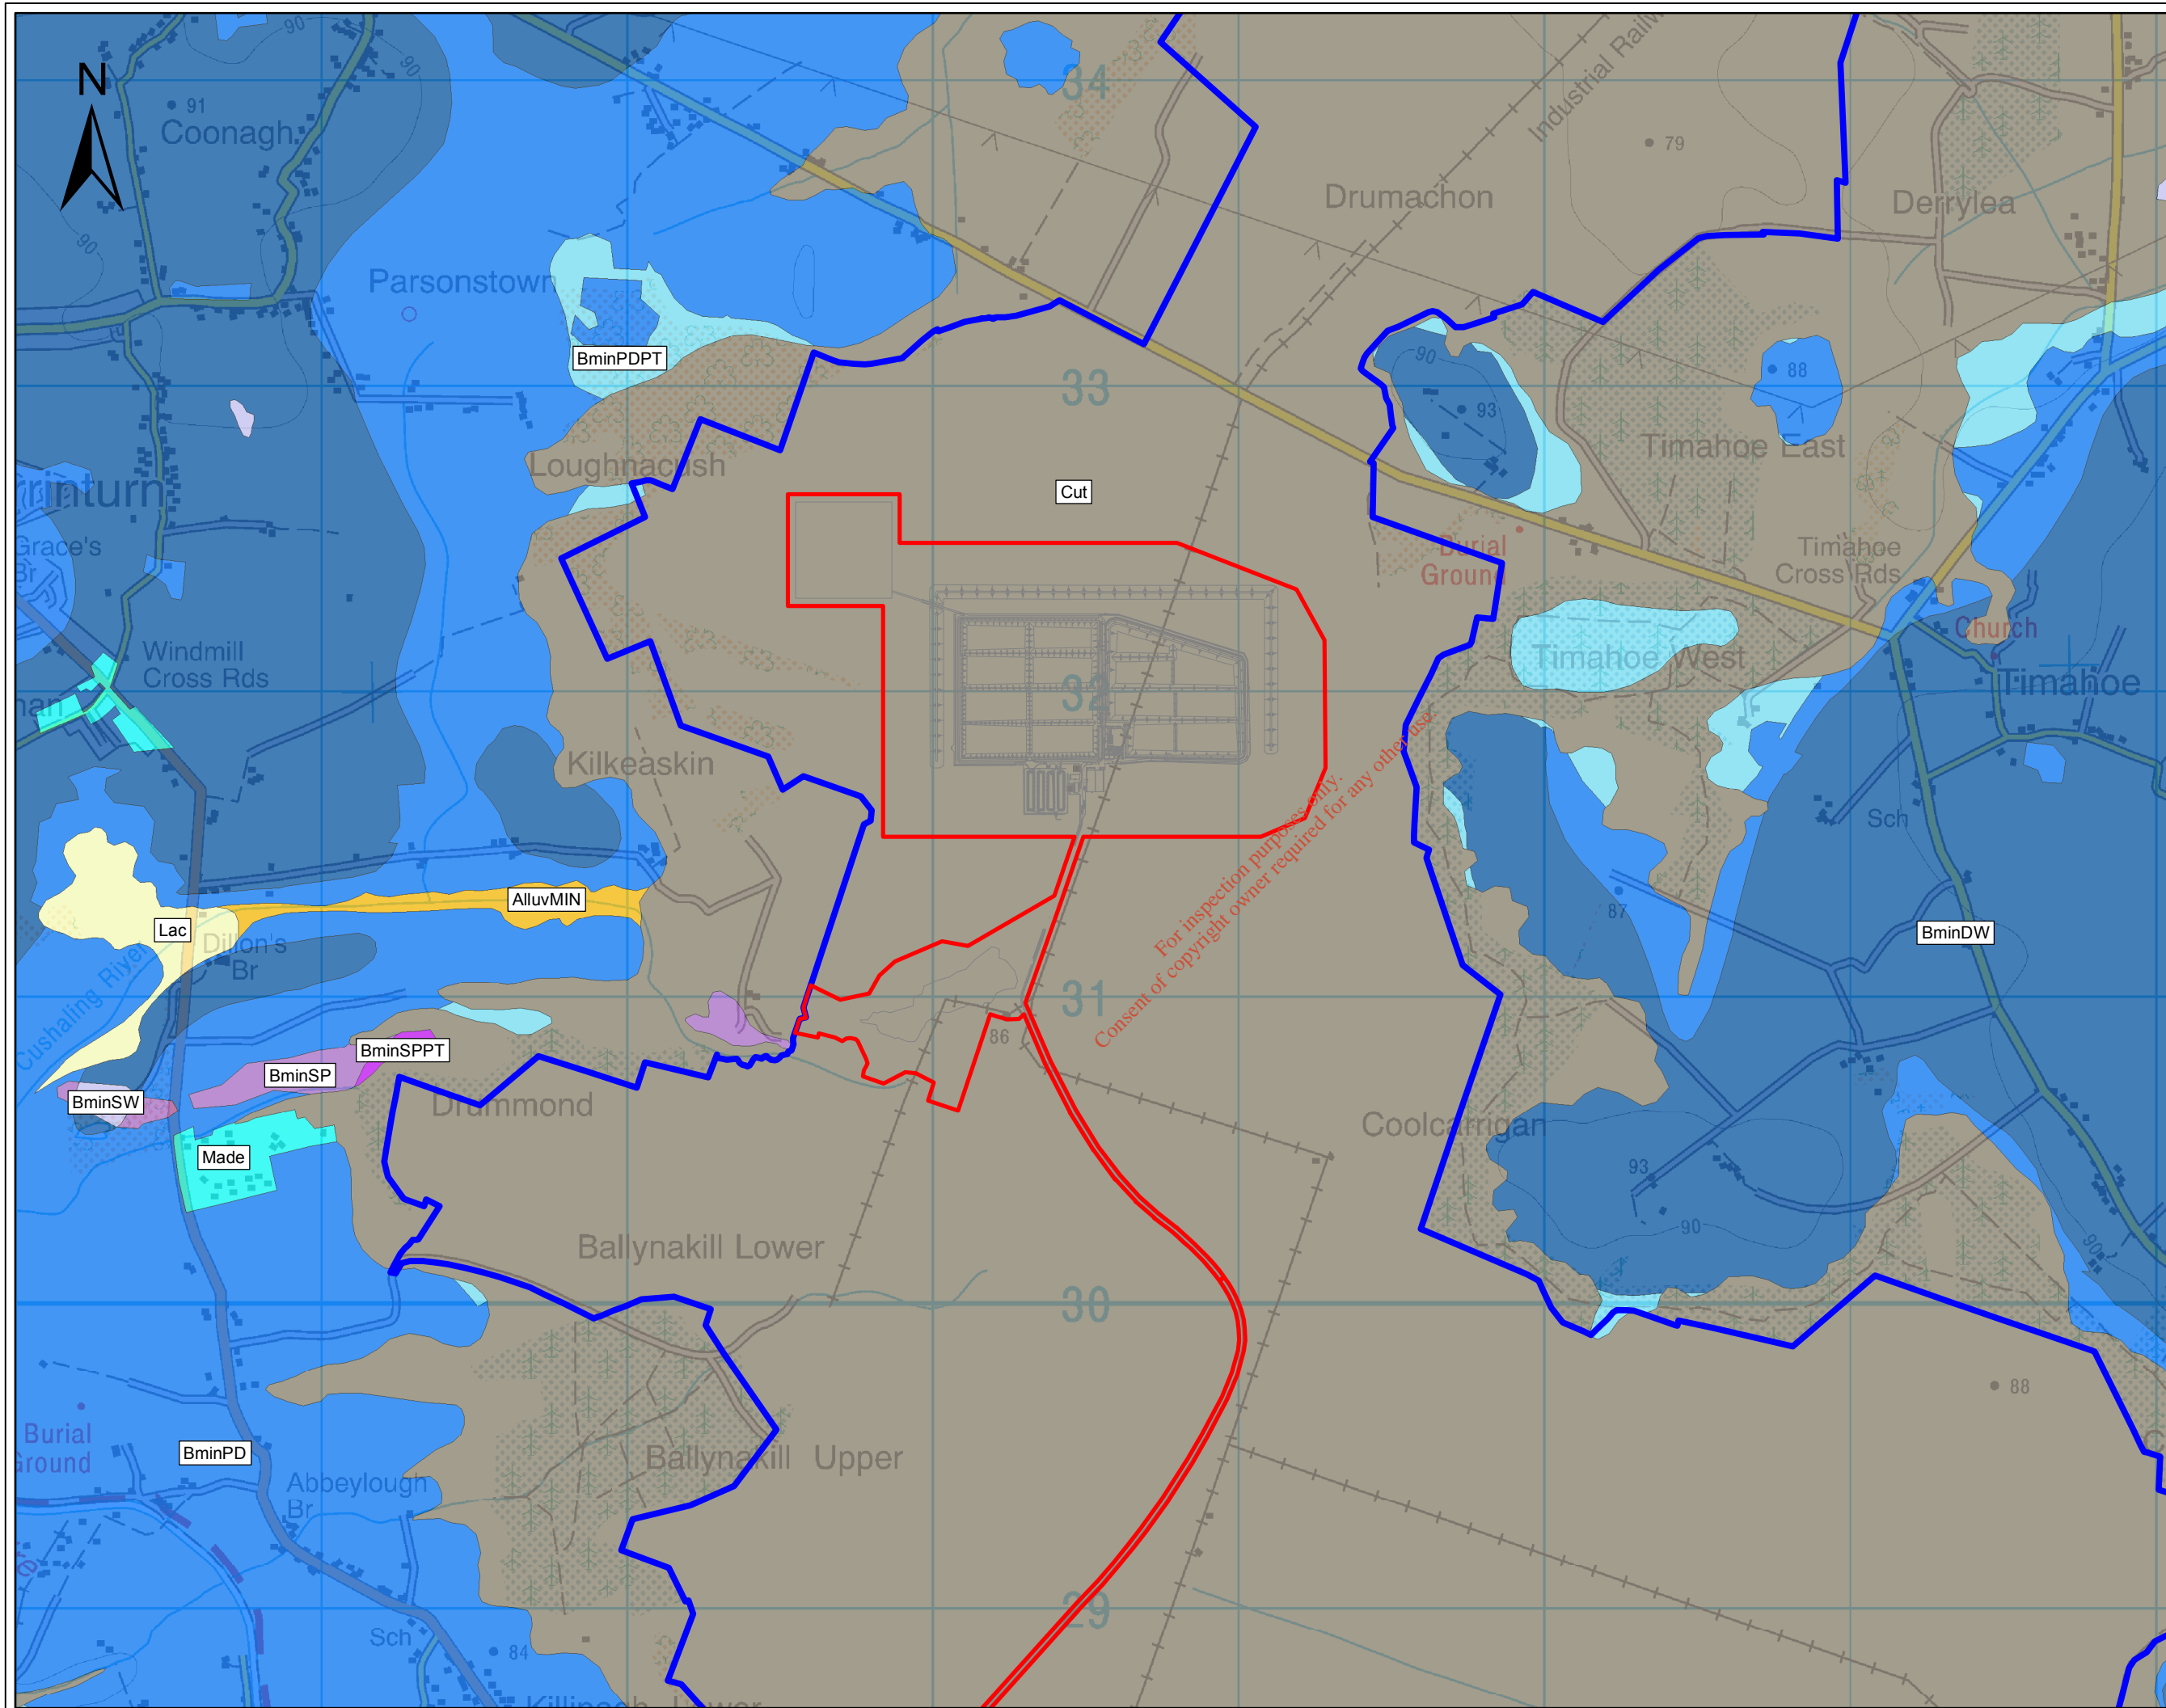 90
90
34
N
91
Coonagh
79
Industrial
Drumachon
Derrylea
90
Parsonstown
BminPDPT
33
90
88
93
Timahoe East
Loughnacush
Cut
Burial
Ground
Timahoe
Cross Rds
Grace's
Br
Church
Windmill
Cross Rds
Timahoe West
Timahoe
32
Kilkeaskin
Sch
For inspection purposes only.
Consent of copyright owner required for any other use.
87
AlluvMIN
Lac
BminDW
Dillon's
Br
Cushaling River
31
86
BminSPPT
BminSP
BminSW
Drummond
Coolcarrigan
Made
93
90
90
Ballynakill Lower
30
88
Burial
Ground
BminPD
Ballynakill Upper
Abbeylough
Br
29
Sch
84